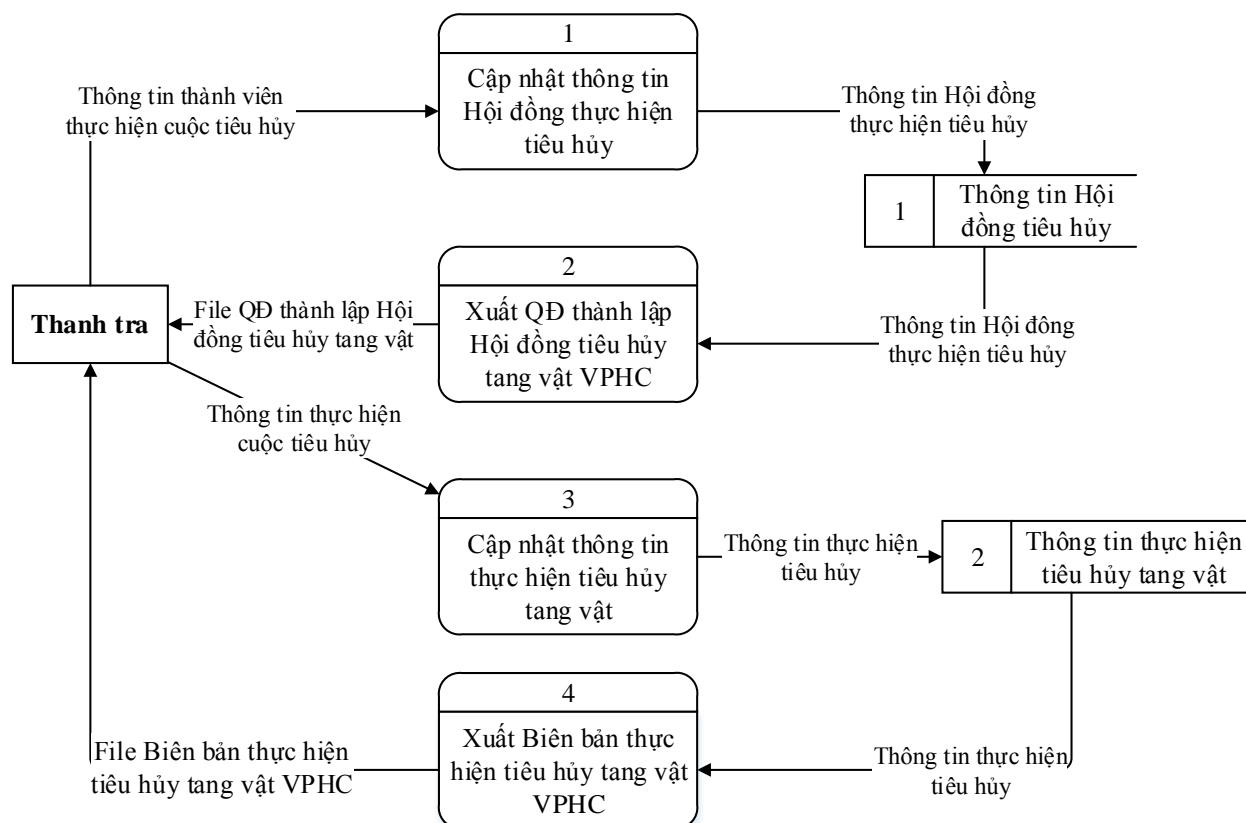 1
Cập nhật thông tin
Hội đồng thực hiện
tiêu hủy
Thông tin thành viên
thực hiện cuộc tiêu hủy
Thông tin Hội đồng
thực hiện tiêu hủy
1
Thông tin Hội
đồng tiêu hủy
2
Xuất QĐ thành lập
Hội đồng tiêu hủy
tang vật VPHC
File QĐ thành lập Hội
đồng tiêu hủy tang vật
Thanh tra
Thông tin Hội đông
thực hiện tiêu hủy
Thông tin thực hiện
cuộc tiêu hủy
3
Cập nhật thông tin
thực hiện tiêu hủy
tang vật
Thông tin thực hiện
tiêu hủy
2
Thông tin thực hiện
tiêu hủy tang vật
4
Xuất Biên bản thực
hiện tiêu hủy tang vật
VPHC
File Biên bản thực hiện
tiêu hủy tang vật VPHC
Thông tin thực hiện
tiêu hủy